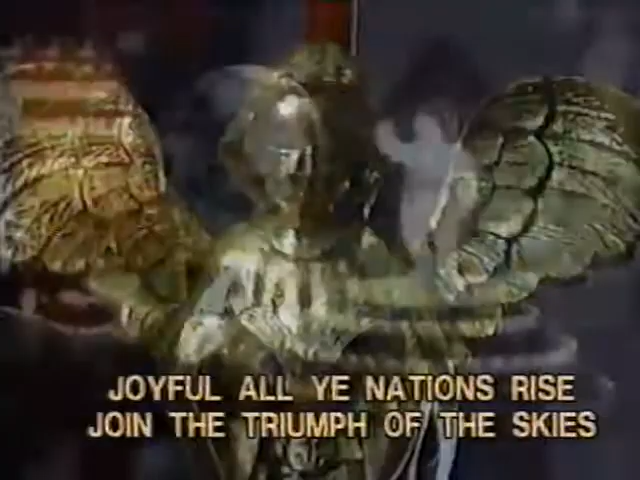 JOYFUL ALL YE NATIONS RISE
JOIN THE TRIUMPH OF THE SKIES